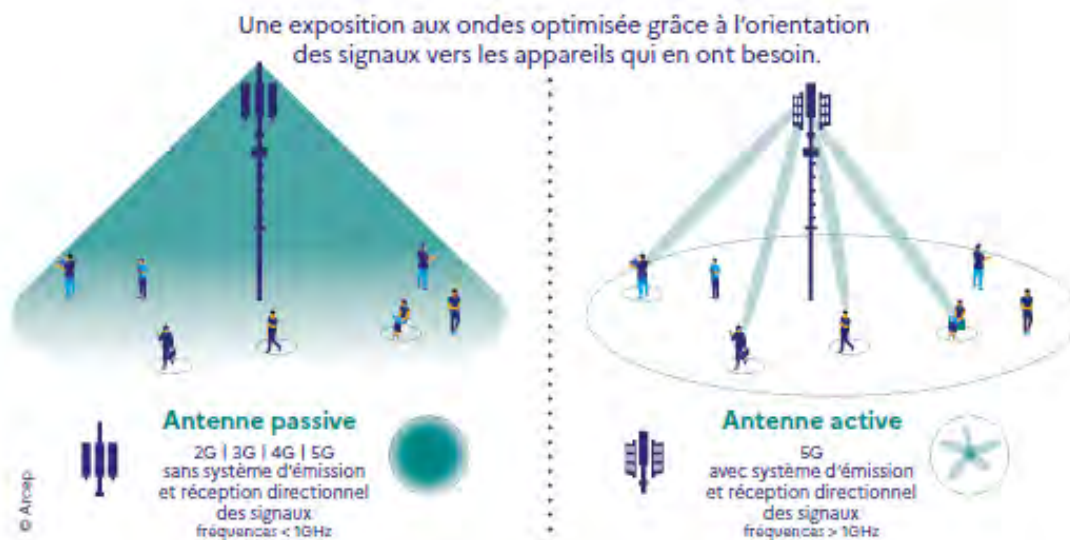 Une exposition aux ondes optimisée grâce à l'orientation
des signaux vers les appareils qui en ont besoin.
Antenne passive
2G | 3G | 4G | 5G
sans système d'émission
et réception directionnel
des signaux
fréquences < 1GHz
Antenne active
5G
avec système d'émission
et réception directionnel
des signaux
fréquences > 1GHz
© Arcep